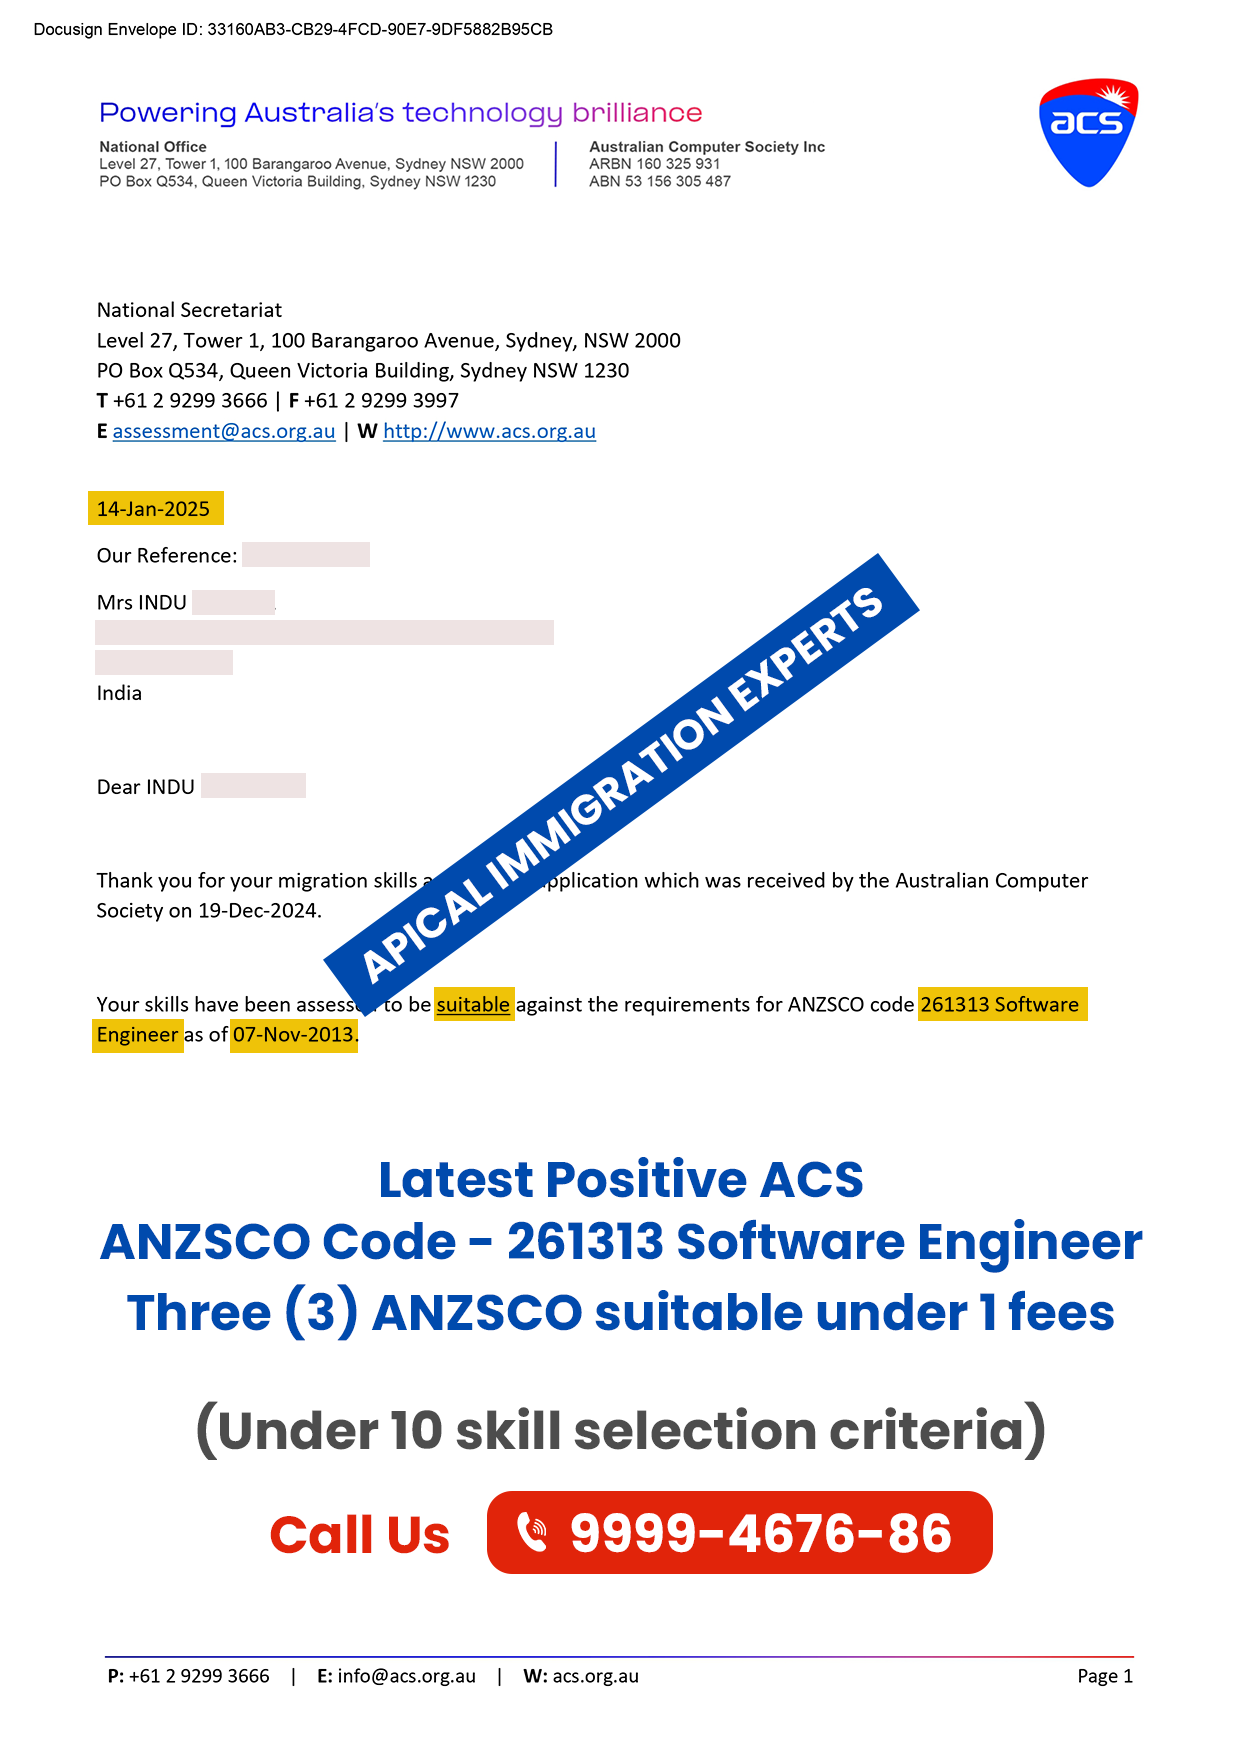 Docusign Envelope ID: 33160AB3-CB29-4FCD-90E7-9DF5882B95CB
Powering Australia's technology brilliance
acs
National Office
Level 27, Tower 1, 100 Barangaroo Avenue, Sydney NSW 2000
PO Box Q534, Queen Victoria Building, Sydney NSW 1230
Australian Computer Society Inc
ARBN 160 325 931
ABN 53 156 305 487
National Secretariat
Level 27, Tower 1, 100 Barangaroo Avenue, Sydney, NSW 2000
PO Box Q534, Queen Victoria Building, Sydney NSW 1230
T +61 2 9299 3666 | F +61 2 9299 3997
E assessment@acs.org.au | W http://www.acs.org.au
14-Jan-2025
Our Reference:
Mrs INDU
India
Dear INDU
APICAL IMMIGRATION EXPERTS
Thank you for your migration skills application which was received by the Australian Computer
Society on 19-Dec-2024.
Your skills have been assessed to be suitable against the requirements for ANZSCO code 261313 Software
Engineer as of 07-Nov-2013.
Latest Positive ACS
ANZSCO Code - 261313 Software Engineer
Three (3) ANZSCO suitable under 1 fees
(Under 10 skill selection criteria)
Call Us 9999-4676-86
P: +61 2 9299 3666 | E: info@acs.org.au | W: acs.org.au Page 1